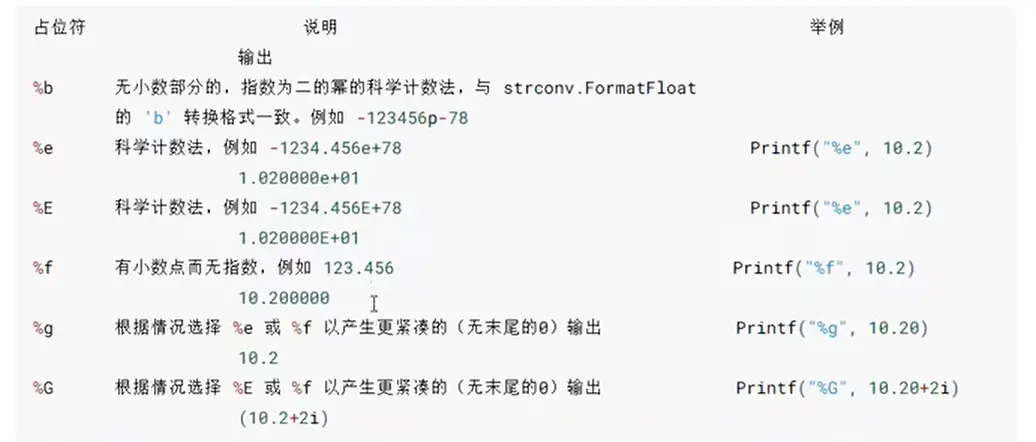 占位符 说明 举例
输出
%b 无小数部分的，指数为二的幂的科学计数法，与 strconv.FormatFloat
的 'b' 转换格式一致。例如 -123456p-78
%e 科学计数法，例如 -1234.456e+78 Printf("%e", 10.2)
1.020000e+01
%E 科学计数法，例如 -1234.456E+78 Printf("%e", 10.2)
1.020000E+01
%f 有小数点而无指数，例如 123.456 Printf("%f", 10.2)
10.200000
%g 根据情况选择 %e 或 %f 以产生更紧凑的（无末尾的0）输出 Printf("%g", 10.20)
10.2
%G 根据情况选择 %E 或 %f 以产生更紧凑的（无末尾的0）输出 Printf("%G", 10.20+2i)
(10.2+2i)